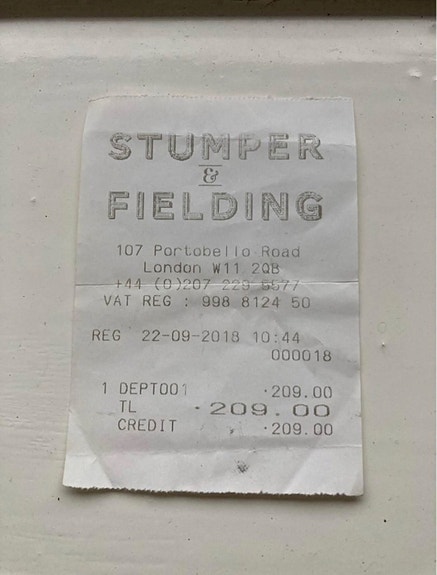 STUMPER
&
FIELDING
107 Portobello Road
London W11 2QB
+44 (0)207 229 5577
VAT REG : 998 8124 50
REG 22-09-2018 10:44
000018
1 DEPT001 ·209.00
TL ·209.00
CREDIT ·209.00